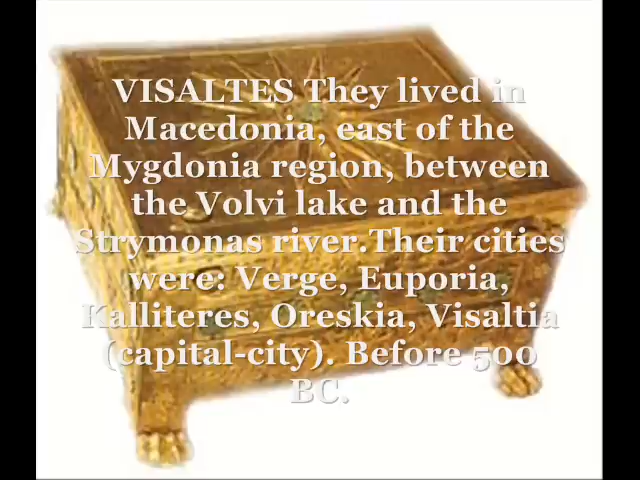 VISALTES They lived in
Macedonia, east of the
Mygdonia region, between
the Volvi lake and the
Strymonas river.Their cities
were: Verge, Euporia,
Kalliteres, Oreskia, Visaltia
(capital-city). Before 500
BC.